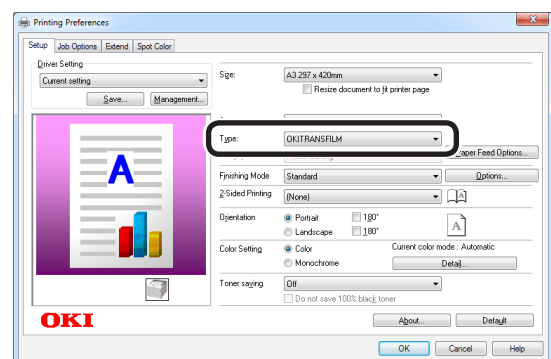 Printing Preferences
Setup Job Options Extend Spot Color
Driver Setting
Current setting
Save... Management...
Size: A3 297 x 420mm
Resize document to fit printer page
Type: OKITRANSFILM
Paper Feed Options...
Finishing Mode Standard Options...
2-Sided Printing (None)
Orientation Portrait 180°
Landscape 180°
A
A
Color Setting Color Current color mode : Automatic
Monochrome Detail...
Toner saving Off
Do not save 100% black toner
OKI
About... Default
OK Cancel Help